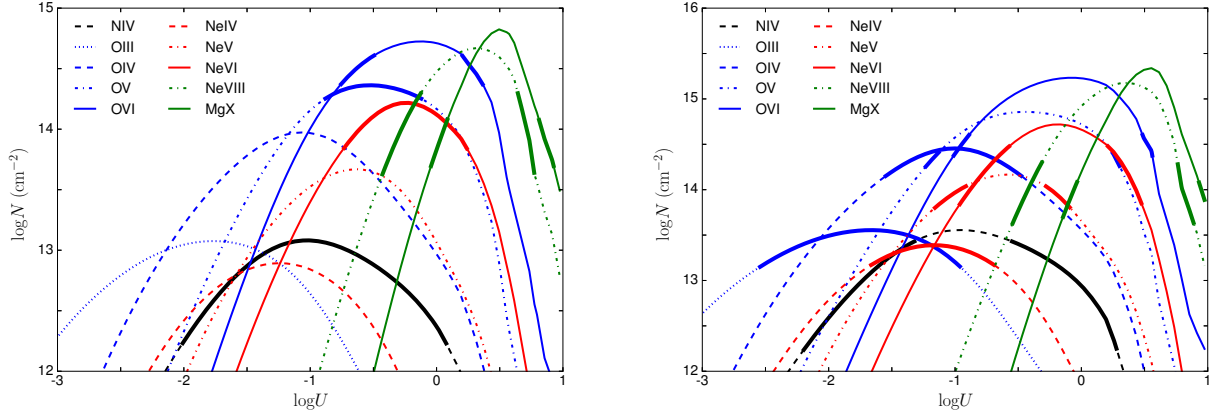 15
14
13
12
-3
-2
-1
0
1
log N (cm⁻²)
log U
NIV
OIII
OIV
OV
OVI
NeIV
NeV
NeVI
NeVIII
MgX
16
15
14
13
12
-3
-2
-1
0
1
log N (cm⁻²)
log U
NIV
OIII
OIV
OV
OVI
NeIV
NeV
NeVI
NeVIII
MgX